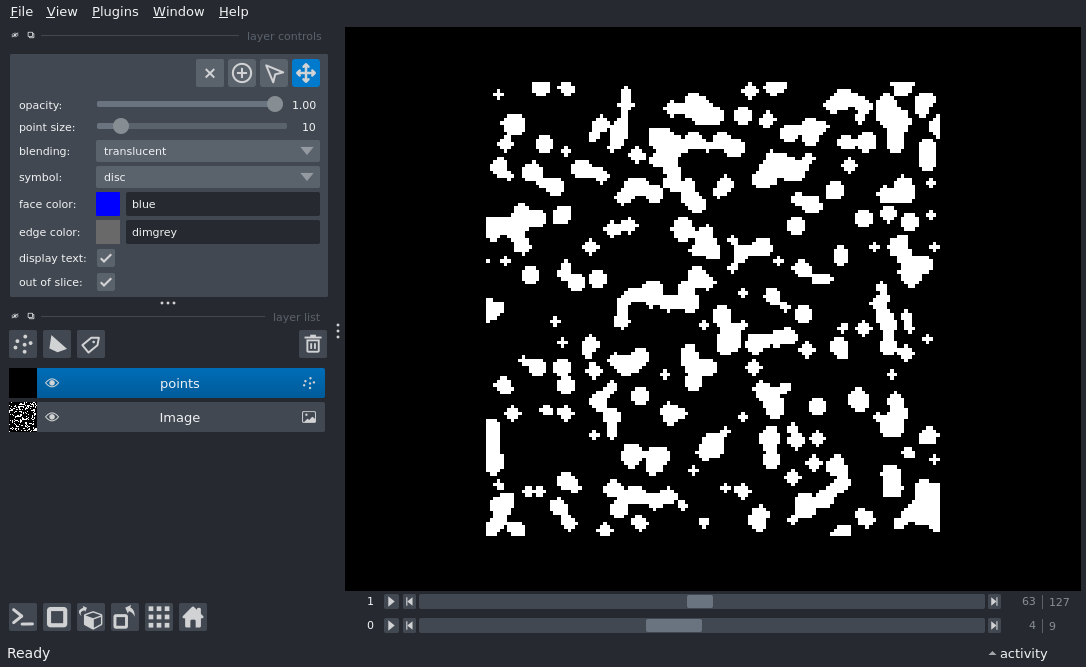 File View Plugins Window Help
layer controls
opacity: 1.00
point size: 10
blending: translucent
symbol: disc
face color: blue
edge color: dimgrey
display text:
out of slice:
layer list
points
Image
1 63 127
0 4 9
Ready activity